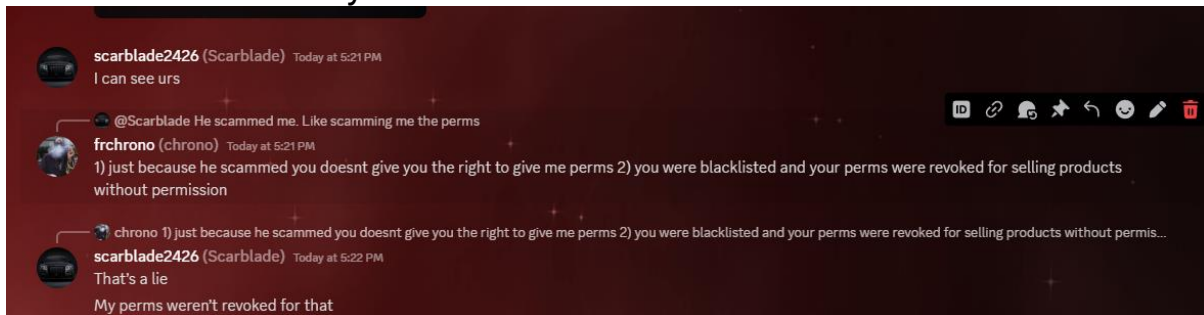 scarblade2426 (Scarblade) Today at 5:21 PM
I can see urs
@Scarblade He scammed me. Like scamming me the perms
frchrono (chrono) Today at 5:21 PM
1) just because he scammed you doesnt give you the right to give me perms 2) you were blacklisted and your perms were revoked for selling products
without permission
chrono 1) just because he scammed you doesnt give you the right to give me perms 2) you were blacklisted and your perms were revoked for selling products without permis...
scarblade2426 (Scarblade) Today at 5:22 PM
That's a lie
My perms weren't revoked for that